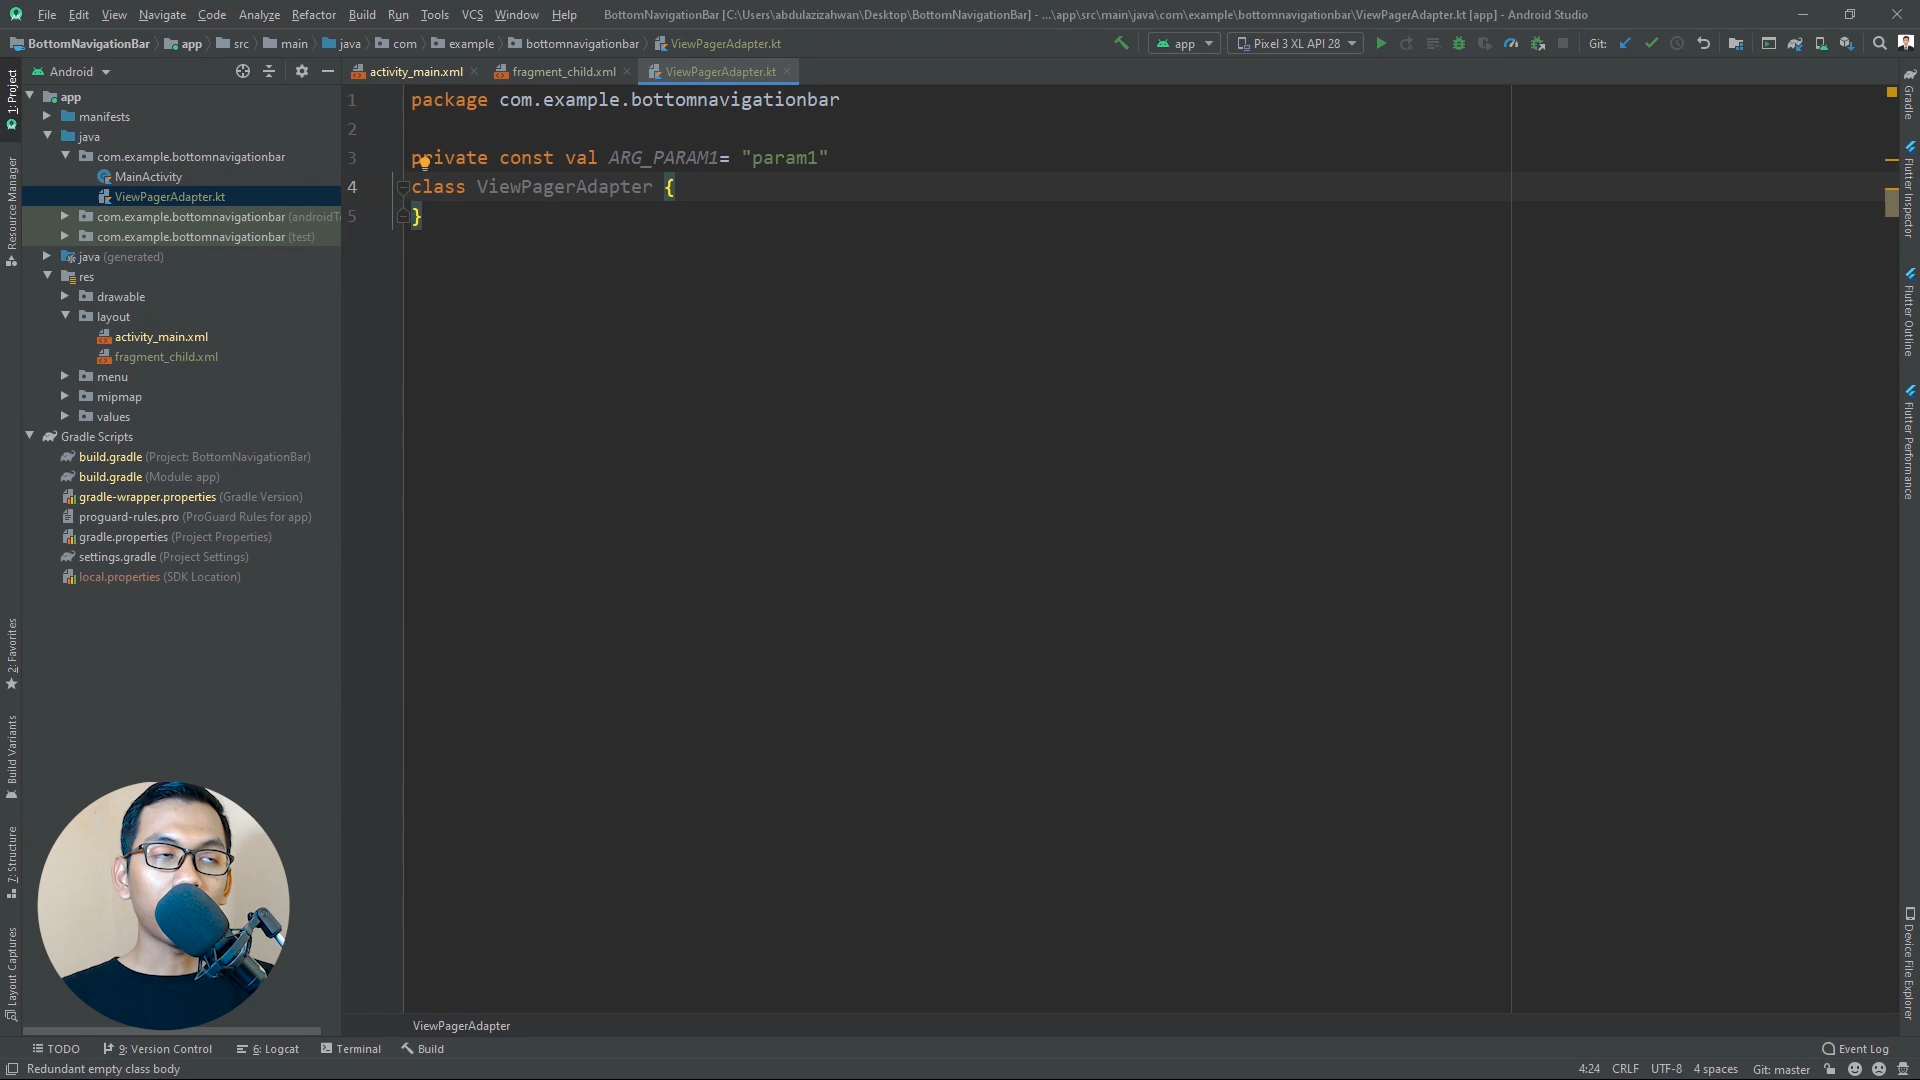 File Edit View Navigate Code Analyze Refactor Build Run Tools VCS Window Help BottomNavigationBar [C:\Users\abdulazizahwan\Desktop\BottomNavigationBar] - ...\app\src\main\java\com\example\bottomnavigationbar\ViewPagerAdapter.kt [app] - Android Studio
BottomNavigationBar app src main java com example bottomnavigationbar ViewPagerAdapter.kt app Pixel 3 XL API 28 Git:
Android
activity_main.xml fragment_child.xml ViewPagerAdapter.kt
1: Project
Resource Manager
2: Favorites
Build Variants
7: Structure
Layout Captures
app
manifests
java
com.example.bottomnavigationbar
MainActivity
ViewPagerAdapter.kt
com.example.bottomnavigationbar (androidTe
com.example.bottomnavigationbar (test)
java (generated)
res
drawable
layout
activity_main.xml
fragment_child.xml
menu
mipmap
values
Gradle Scripts
build.gradle (Project: BottomNavigationBar)
build.gradle (Module: app)
gradle-wrapper.properties (Gradle Version)
proguard-rules.pro (ProGuard Rules for app)
gradle.properties (Project Properties)
settings.gradle (Project Settings)
local.properties (SDK Location)
1 package com.example.bottomnavigationbar
2
3 private const val ARG_PARAM1= "param1"
4 class ViewPagerAdapter {
5 }
Gradle
Flutter Inspector
Flutter Outline
Flutter Performance
Device File Explorer
ViewPagerAdapter
TODO 9: Version Control 6: Logcat Terminal Build Event Log
Redundant empty class body 4:24 CRLF UTF-8 4 spaces Git: master